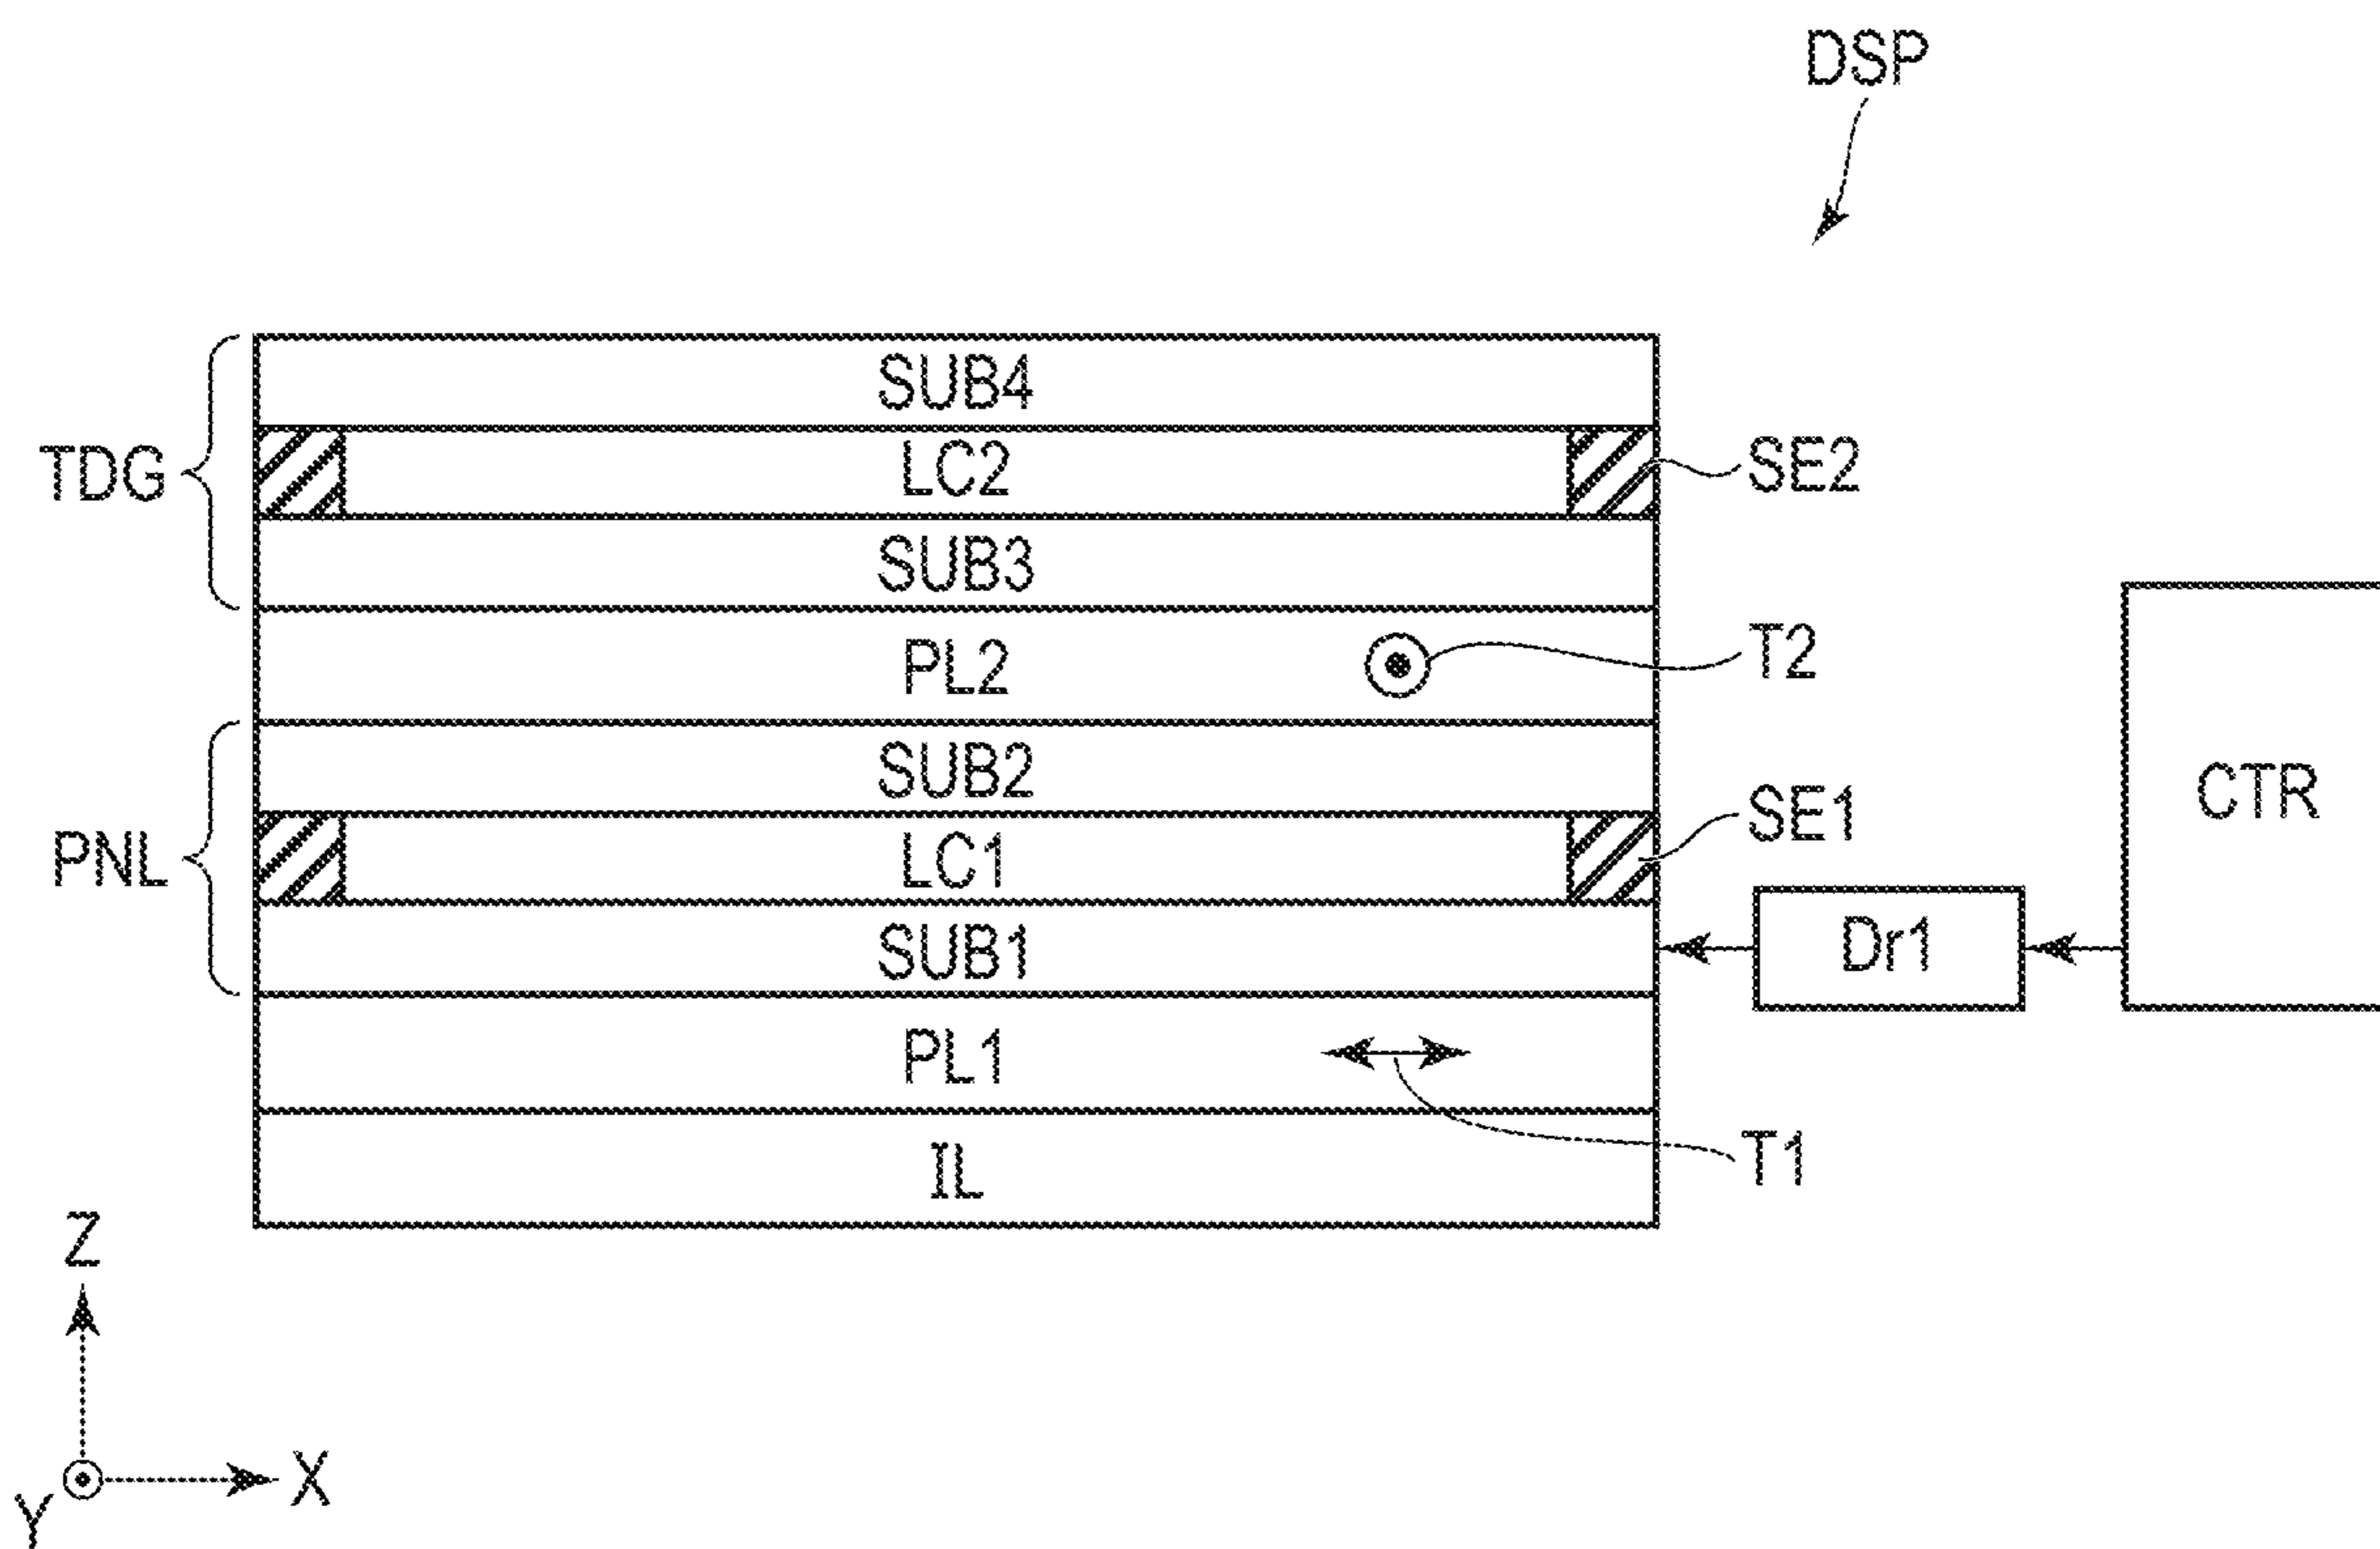 DSP
SUB4
TDG
LC2
SE2
SUB3
PL2
T2
SUB2
PNL
LC1
SE1
CTR
SUB1
Dr1
PL1
T1
IL
Z
X
Y